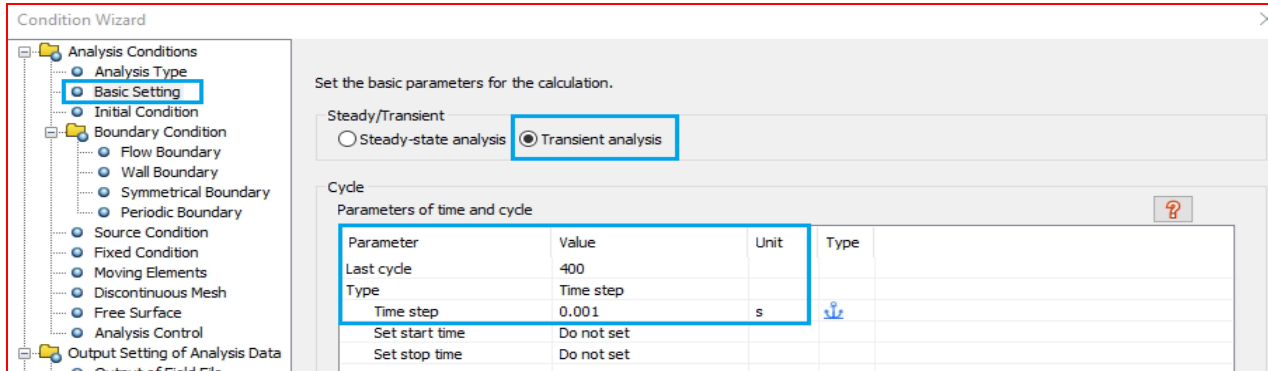 Condition Wizard
Analysis Conditions
Analysis Type
Basic Setting
Initial Condition
Boundary Condition
Flow Boundary
Wall Boundary
Symmetrical Boundary
Periodic Boundary
Source Condition
Fixed Condition
Moving Elements
Discontinuous Mesh
Free Surface
Analysis Control
Output Setting of Analysis Data
Output of Field File
Set the basic parameters for the calculation.
Steady/Transient
Steady-state analysis Transient analysis
Cycle
Parameters of time and cycle
Parameter Value Unit Type
Last cycle 400
Type Time step
Time step 0.001 s
Set start time Do not set
Set stop time Do not set